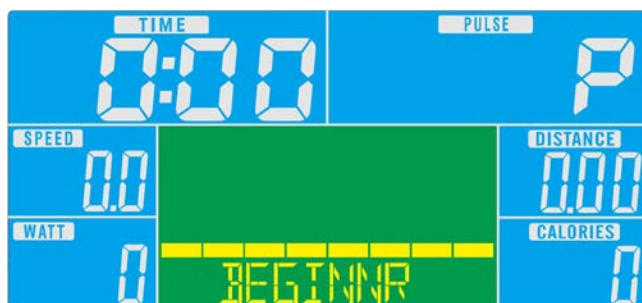 TIME
PULSE
0:00
P
SPEED
0.0
DISTANCE
0.00
WATT
0
CALORIES
0
BEGINNR